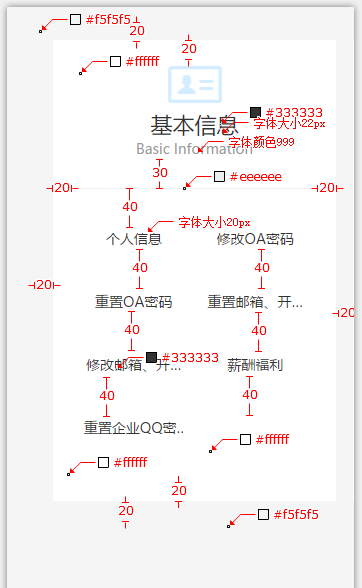 #f5f5f5
20
20
#ffffff
#333333
字体大小22px
基本信息
字体颜色999
Basic Information
30
#eeeeee
20
20
40
字体大小20px
个人信息
修改OA密码
40
40
20
重置OA密码
重置邮箱、开...
20
40
40
#333333
修改邮箱、开...
薪酬福利
40
40
重置企业QQ密..
#ffffff
#ffffff
20
20
#f5f5f5